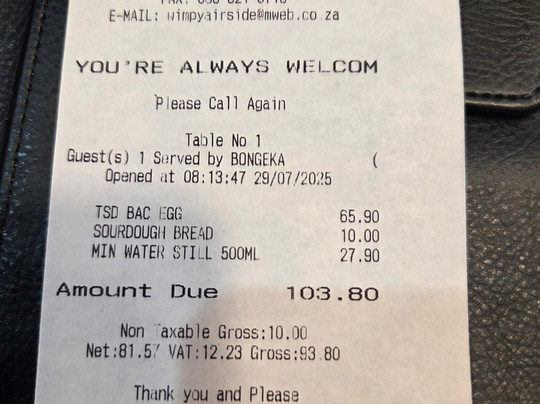 E-MAIL: wimpyairside@mweb.co.za
YOU'RE ALWAYS WELCOM
Please Call Again
Table No 1
Guest(s) 1 Served by BONGEKA (
Opened at 08:13:47 29/07/2025
TSD BAC EGG 65.90
SOURDOUGH BREAD 10.00
MIN WATER STILL 500ML 27.90
Amount Due 103.80
Non Taxable Gross:10.00
Net:81.57 VAT:12.23 Gross:93.80
Thank you and Please